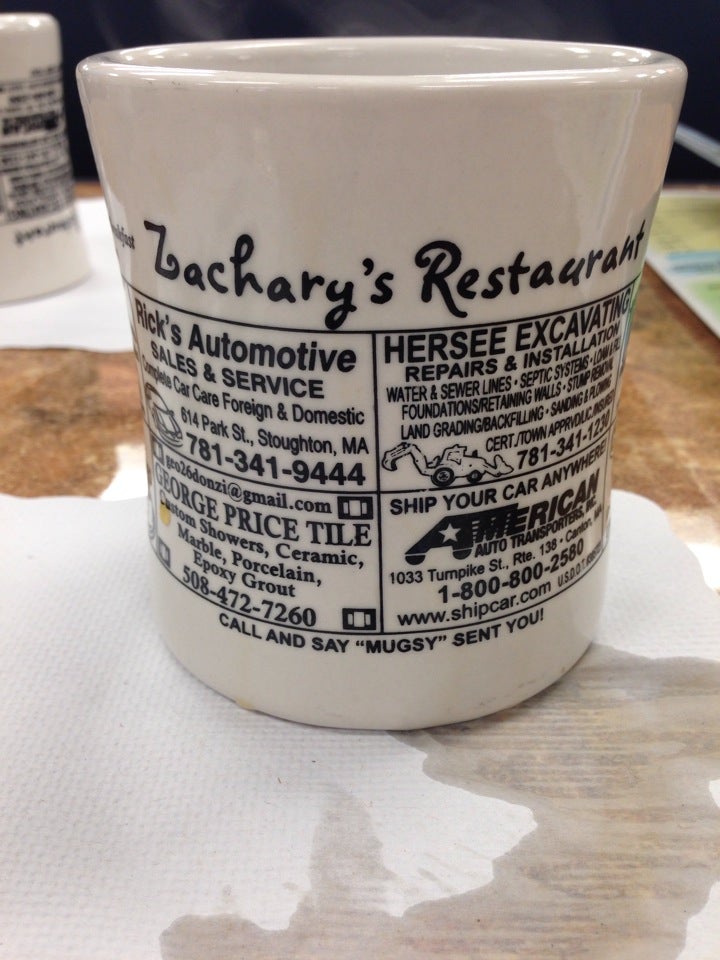 Zachary's Restaurant
Rick's Automotive
SALES & SERVICE
Complete Car Care Foreign & Domestic
614 Park St., Stoughton, MA
781-341-9444
HERSEE EXCAVATING
REPAIRS & INSTALLATION
WATER & SEWER LINES • SEPTIC SYSTEMS •
FOUNDATIONS/RETAINING WALLS • STUMP REMOVAL
LAND GRADING/BACKFILLING • SANDING & PLOWING
CERT./TOWN
781-341-1230
geo26donzi@gmail.com
GEORGE PRICE TILE
Custom Showers, Ceramic,
Marble, Porcelain,
Epoxy Grout
508-472-7260
SHIP YOUR CAR ANYWHERE
AMERICAN
AUTO TRANSPORTERS, INC.
1033 Turnpike St., Rte. 138 • Canton, MA
1-800-800-2580
www.shipcar.com U.S.D.O.T.
CALL AND SAY “MUGSY” SENT YOU!